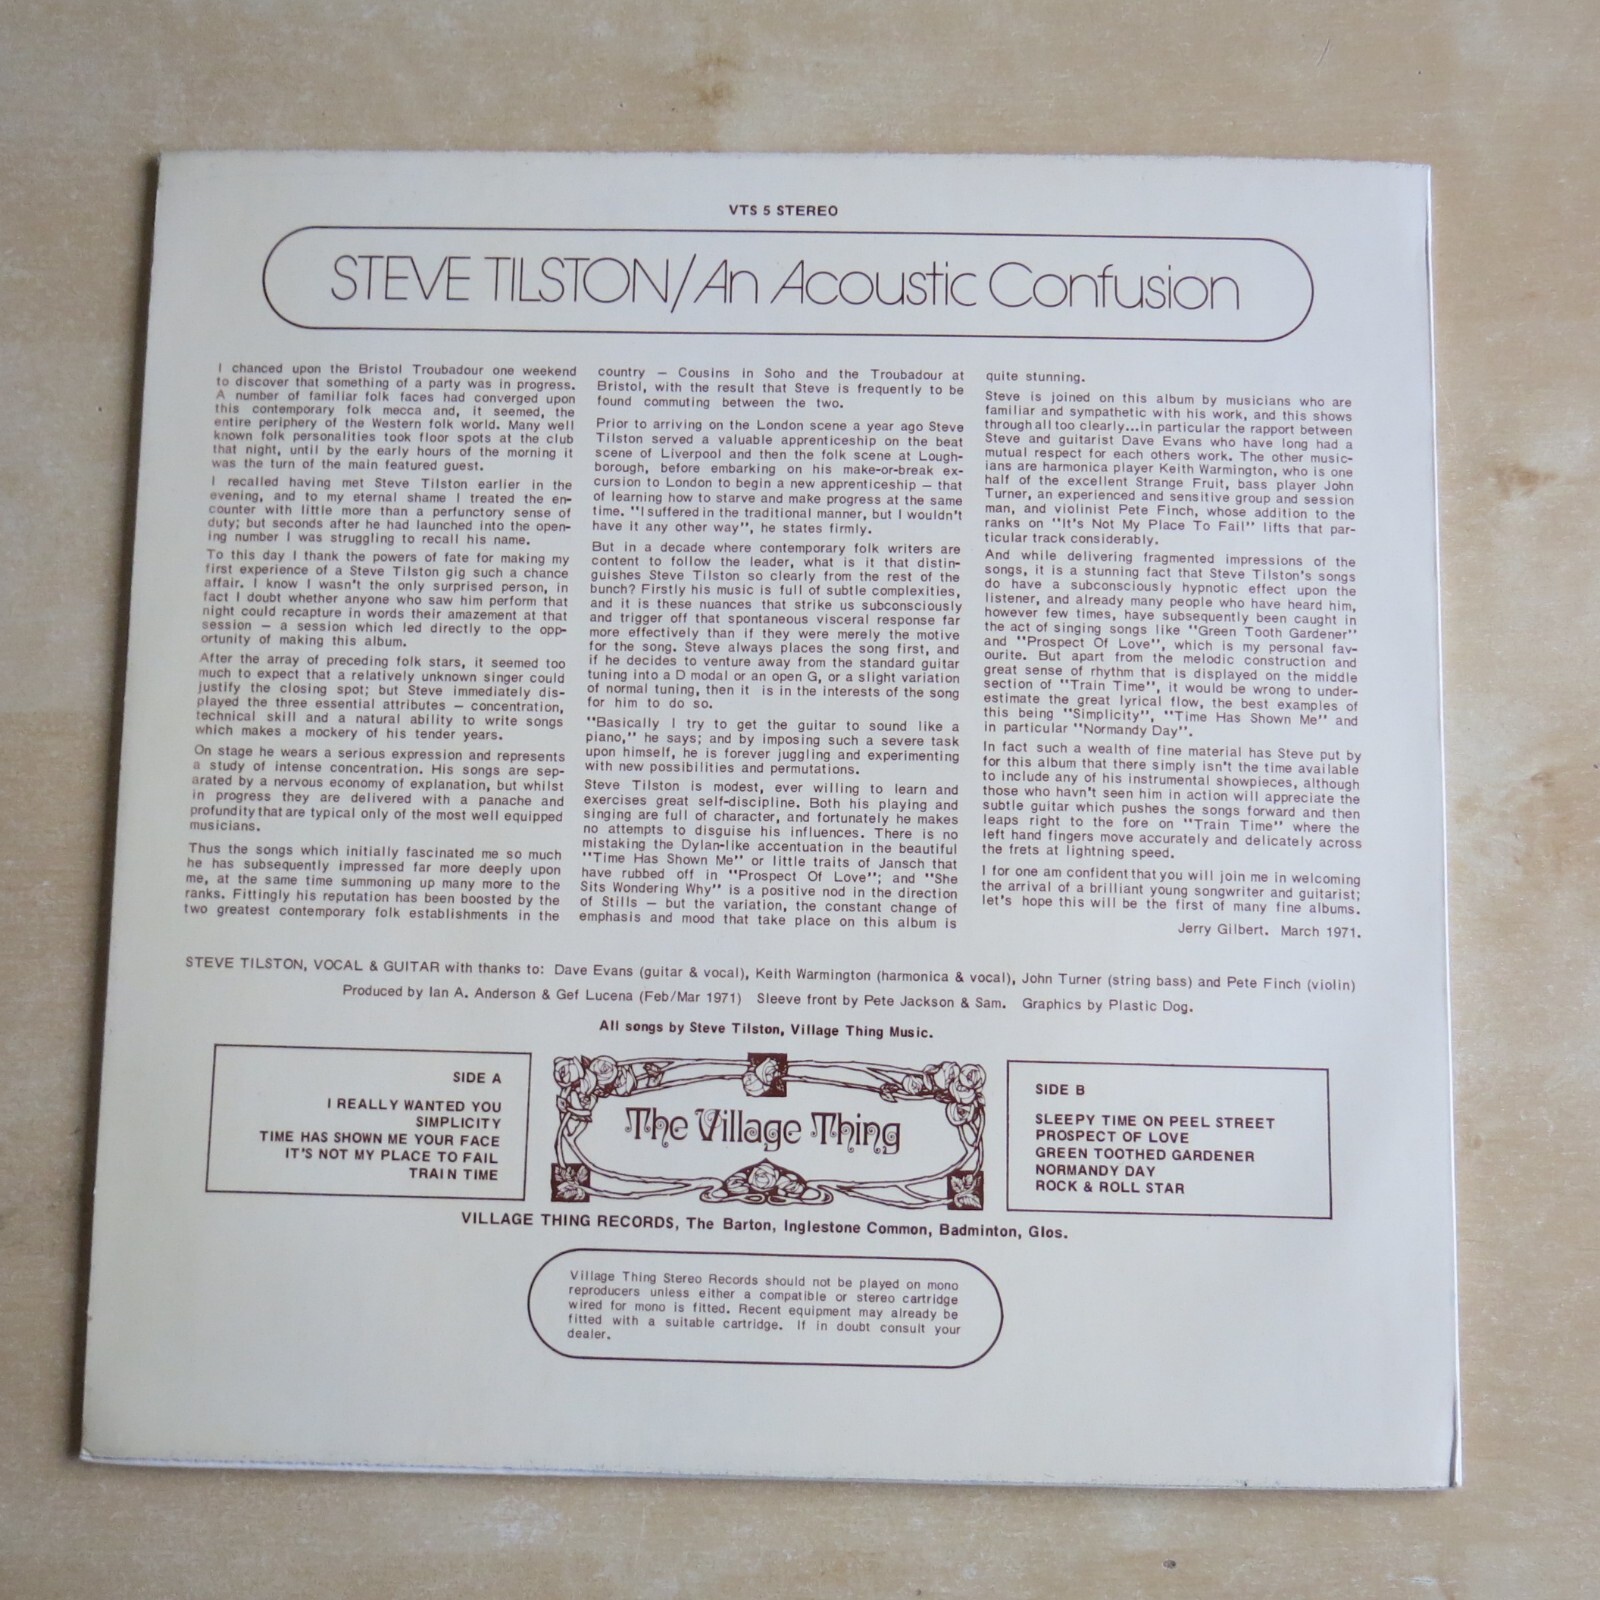 VTS 5 STEREO
STEVE TILSTON/An Acoustic Confusion
I chanced upon the Bristol Troubadour one weekend
to discover that something of a party was in progress.
A number of familiar folk faces had converged upon
this contemporary folk mecca and, it seemed, the
entire periphery of the Western folk world. Many well
known folk personalities took floor spots at the club
that night, until by the early hours of the morning it
was the turn of the main featured guest.
I recalled having met Steve Tilston earlier in the
evening, and to my eternal shame I treated the en-
counter with little more than a perfunctory sense of
duty; but seconds after he had launched into the open-
ing number I was struggling to recall his name.
To this day I thank the powers of fate for making my
first experience of a Steve Tilston gig such a chance
affair. I know I wasn't the only surprised person, in
fact I doubt whether anyone who saw him perform that
night could recapture in words their amazement at that
session — a session which led directly to the opp-
ortunity of making this album.
After the array of preceding folk stars, it seemed too
much to expect that a relatively unknown singer could
justify the closing spot; but Steve immediately dis-
played the three essential attributes — concentration,
technical skill and a natural ability to write songs
which makes a mockery of his tender years.
On stage he wears a serious expression and represents
a study of intense concentration. His songs are sep-
arated by a nervous economy of explanation, but whilst
in progress they are delivered with a panache and
profundity that are typical only of the most well equipped
musicians.
Thus the songs which initially fascinated me so much
he has subsequently impressed far more deeply upon
me, at the same time summoning up many more to the
ranks. Fittingly his reputation has been boosted by the
two greatest contemporary folk establishments in the
country — Cousins in Soho and the Troubadour at
Bristol, with the result that Steve is frequently to be
found commuting between the two.
Prior to arriving on the London scene a year ago Steve
Tilston served a valuable apprenticeship on the beat
scene of Liverpool and then the folk scene at Lough-
borough, before embarking on his make-or-break ex-
cursion to London to begin a new apprenticeship — that
of learning how to starve and make progress at the same
time. "I suffered in the traditional manner, but I wouldn't
have it any other way", he states firmly.
But in a decade where contemporary folk writers are
content to follow the leader, what is it that distin-
guishes Steve Tilston so clearly from the rest of the
bunch? Firstly his music is full of subtle complexities,
and it is these nuances that strike us subconsciously
and trigger off that spontaneous visceral response far
more effectively than if they were merely the motive
for the song. Steve always places the song first, and
if he decides to venture away from the standard guitar
tuning into a D modal or an open G, or a slight variation
of normal tuning, then it is in the interests of the song
for him to do so.
"Basically I try to get the guitar to sound like a
piano," he says; and by imposing such a severe task
upon himself, he is forever juggling and experimenting
with new possibilities and permutations.
Steve Tilston is modest, ever willing to learn and
exercises great self-discipline. Both his playing and
singing are full of character, and fortunately he makes
no attempts to disguise his influences. There is no
mistaking the Dylan-like accentuation in the beautiful
"Time Has Shown Me" or little traits of Jansch that
have rubbed off in "Prospect Of Love"; and "She
Sits Wondering Why" is a positive nod in the direction
of Stills — but the variation, the constant change of
emphasis and mood that take place on this album is
quite stunning.
Steve is joined on this album by musicians who are
familiar and sympathetic with his work, and this shows
through all too clearly...in particular the rapport between
Steve and guitarist Dave Evans who have long had a
mutual respect for each others work. The other music-
ians are harmonica player Keith Warmington, who is one
half of the excellent Strange Fruit, bass player John
Turner, an experienced and sensitive group and session
man, and violinist Pete Finch, whose addition to the
ranks on "It's Not My Place To Fail" lifts that par-
ticular track considerably.
And while delivering fragmented impressions of the
songs, it is a stunning fact that Steve Tilston's songs
do have a subconsciously hypnotic effect upon the
listener, and already many people who have heard him,
however few times, have subsequently been caught in
the act of singing songs like "Green Tooth Gardener"
and "Prospect Of Love", which is my personal fav-
ourite. But apart from the melodic construction and
great sense of rhythm that is displayed on the middle
section of "Train Time", it would be wrong to under-
estimate the great lyrical flow, the best examples of
this being "Simplicity", "Time Has Shown Me" and
in particular "Normandy Day".
In fact such a wealth of fine material has Steve put by
for this album that there simply isn't the time available
to include any of his instrumental showpieces, although
those who havn't seen him in action will appreciate the
subtle guitar which pushes the songs forward and then
leaps right to the fore on "Train Time" where the
left hand fingers move accurately and delicately across
the frets at lightning speed.
I for one am confident that you will join me in welcoming
the arrival of a brilliant young songwriter and guitarist;
let's hope this will be the first of many fine albums.
Jerry Gilbert. March 1971.
STEVE TILSTON, VOCAL & GUITAR with thanks to: Dave Evans (guitar & vocal), Keith Warmington (harmonica & vocal), John Turner (string bass) and Pete Finch (violin)
Produced by Ian A. Anderson & Gef Lucena (Feb/Mar 1971) Sleeve front by Pete Jackson & Sam. Graphics by Plastic Dog.
All songs by Steve Tilston, Village Thing Music.
SIDE A
I REALLY WANTED YOU
SIMPLICITY
TIME HAS SHOWN ME YOUR FACE
IT'S NOT MY PLACE TO FAIL
TRAIN TIME
The Village Thing
SIDE B
SLEEPY TIME ON PEEL STREET
PROSPECT OF LOVE
GREEN TOOTHED GARDENER
NORMANDY DAY
ROCK & ROLL STAR
VILLAGE THING RECORDS, The Barton, Inglestone Common, Badminton, Glos.
Village Thing Stereo Records should not be played on mono
reproducers unless either a compatible or stereo cartridge
wired for mono is fitted. Recent equipment may already be
fitted with a suitable cartridge. If in doubt consult your
dealer.